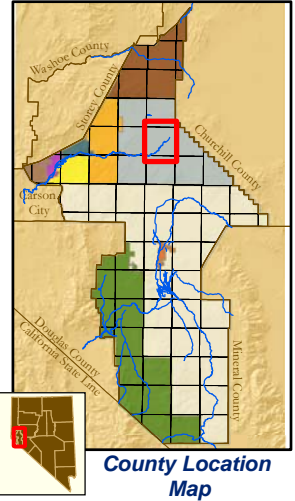 Washoe County
Storey County
Churchill County
Carson
City
Douglas County
California State Line
Mineral County
County Location
Map